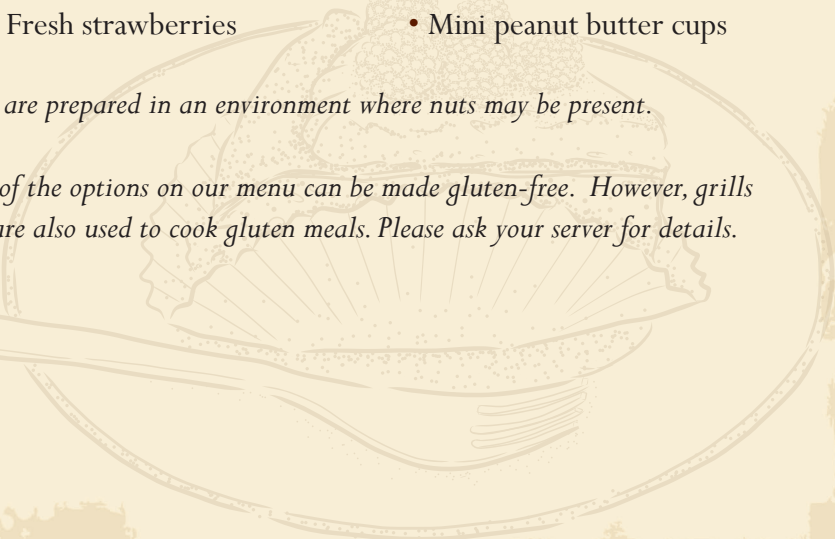 Fresh strawberries • Mini peanut butter cups
are prepared in an environment where nuts may be present.
of the options on our menu can be made gluten-free. However, grills
are also used to cook gluten meals. Please ask your server for details.